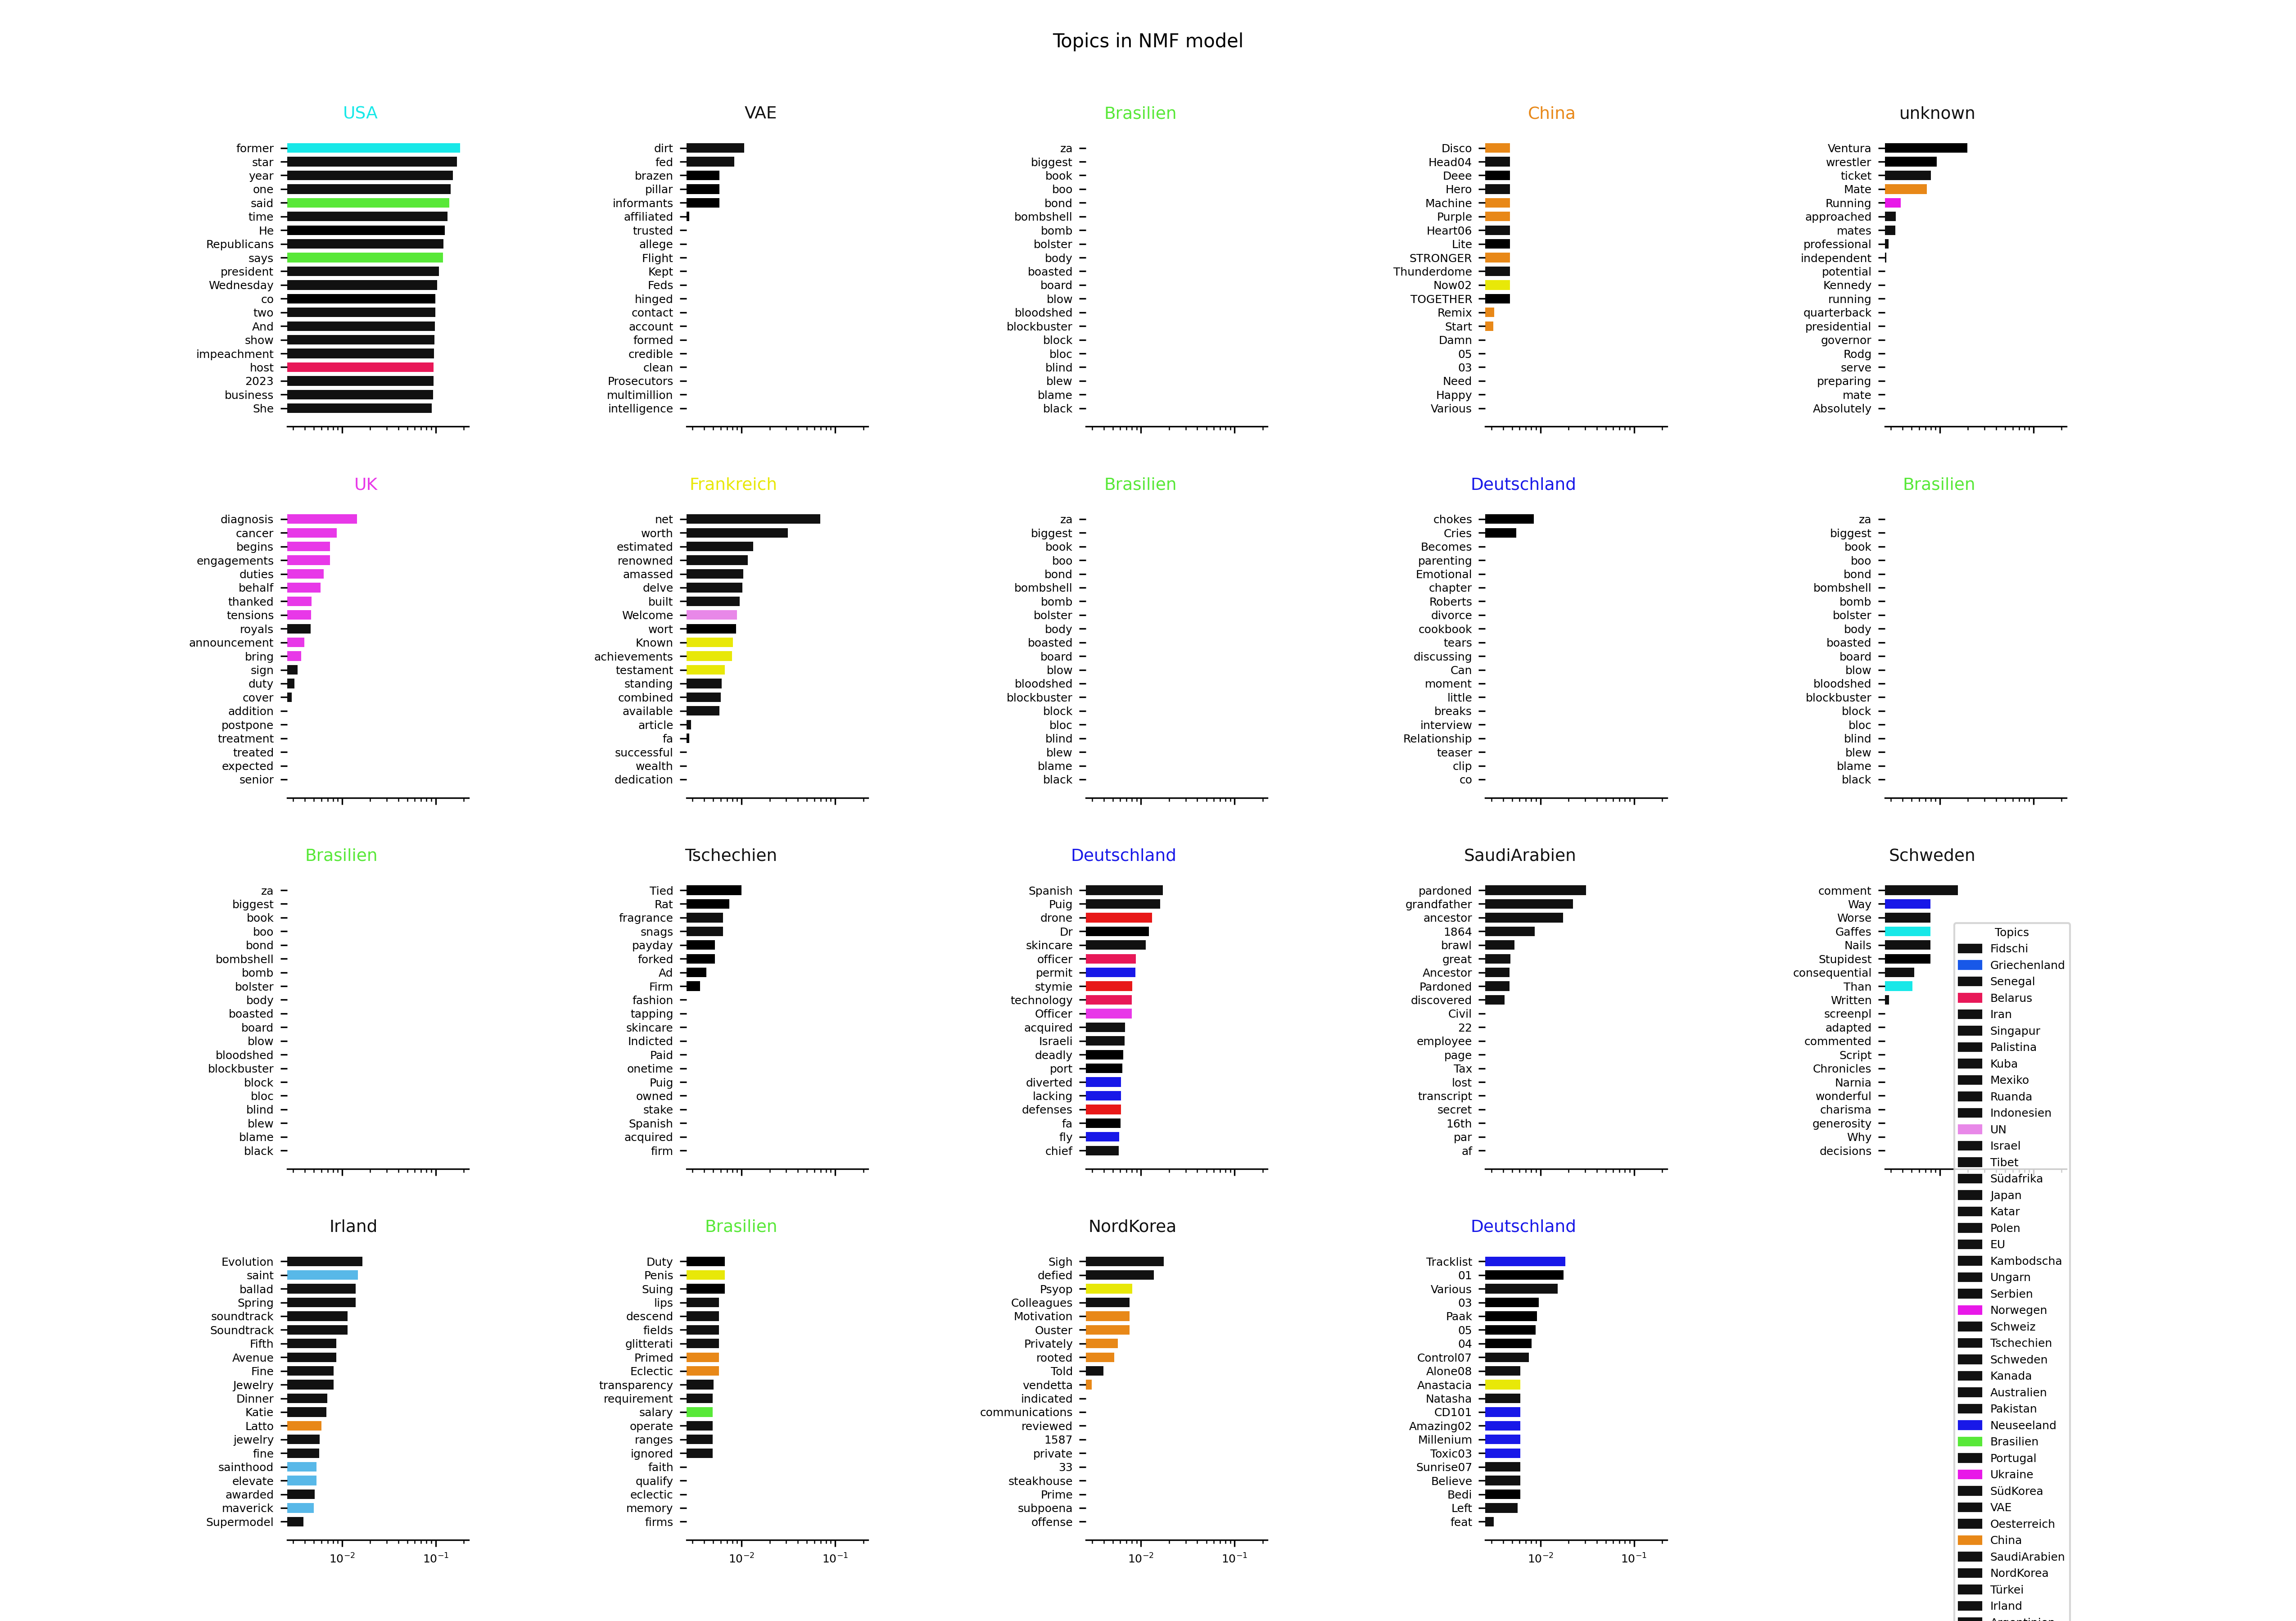 Topics in NMF model
USA
former
star
year
one
said
time
He
Republicans
says
president
Wednesday
co
two
And
show
impeachment
host
2023
business
She
VAE
dirt
fed
brazen
pillar
informants
affiliated
trusted
allege
Flight
Kept
Feds
hinged
contact
account
formed
credible
clean
Prosecutors
multimillion
intelligence
Brasilien
za
biggest
book
boo
bond
bombshell
bomb
bolster
body
boasted
board
blow
bloodshed
blockbuster
block
bloc
blind
blew
blame
black
China
Disco
Head04
Deee
Hero
Machine
Purple
Heart06
Lite
STRONGER
Thunderdome
Now02
TOGETHER
Remix
Start
Damn
05
03
Need
Happy
Various
unknown
Ventura
wrestler
ticket
Mate
Running
approached
mates
professional
independent
potential
Kennedy
running
quarterback
presidential
governor
Rodg
serve
preparing
mate
Absolutely
UK
diagnosis
cancer
begins
engagements
duties
behalf
thanked
tensions
royals
announcement
bring
sign
duty
cover
addition
postpone
treatment
treated
expected
senior
Frankreich
net
worth
estimated
renowned
amassed
delve
built
Welcome
wort
Known
achievements
testament
standing
combined
available
article
fa
successful
wealth
dedication
Brasilien
za
biggest
book
boo
bond
bombshell
bomb
bolster
body
boasted
board
blow
bloodshed
blockbuster
block
bloc
blind
blew
blame
black
Deutschland
chokes
Cries
Becomes
parenting
Emotional
chapter
Roberts
divorce
cookbook
tears
discussing
Can
moment
little
breaks
interview
Relationship
teaser
clip
co
Brasilien
za
biggest
book
boo
bond
bombshell
bomb
bolster
body
boasted
board
blow
bloodshed
blockbuster
block
bloc
blind
blew
blame
black
Brasilien
za
biggest
book
boo
bond
bombshell
bomb
bolster
body
boasted
board
blow
bloodshed
blockbuster
block
bloc
blind
blew
blame
black
Tschechien
Tied
Rat
fragrance
snags
payday
forked
Ad
Firm
fashion
tapping
skincare
Indicted
Paid
onetime
Puig
owned
stake
Spanish
acquired
firm
Deutschland
Spanish
Puig
drone
Dr
skincare
officer
permit
stymie
technology
Officer
acquired
Israeli
deadly
port
diverted
lacking
defenses
fa
fly
chief
SaudiArabien
pardoned
grandfather
ancestor
1864
brawl
great
Ancestor
Pardoned
discovered
Civil
22
employee
page
Tax
lost
transcript
secret
16th
par
af
Schweden
comment
Way
Worse
Gaffes
Nails
Stupidest
consequential
Than
Written
screenpl
adapted
commented
Script
Chronicles
Narnia
wonderful
charisma
generosity
Why
decisions
Irland
Evolution
saint
ballad
Spring
soundtrack
Soundtrack
Fifth
Avenue
Fine
Jewelry
Dinner
Katie
Latto
jewelry
fine
sainthood
elevate
awarded
maverick
Supermodel
10⁻² 10⁻¹
Brasilien
Duty
Penis
Suing
lips
descend
fields
glitterati
Primed
Eclectic
transparency
requirement
salary
operate
ranges
ignored
faith
qualify
eclectic
memory
firms
10⁻² 10⁻¹
NordKorea
Sigh
defied
Psyop
Colleagues
Motivation
Ouster
Privately
rooted
Told
vendetta
indicated
communications
reviewed
1587
private
33
steakhouse
Prime
subpoena
offense
10⁻² 10⁻¹
Deutschland
Tracklist
01
Various
03
Paak
05
04
Control07
Alone08
Anastacia
Natasha
CD101
Amazing02
Millenium
Toxic03
Sunrise07
Believe
Bedi
Left
feat
10⁻² 10⁻¹
Topics
Fidschi
Griechenland
Senegal
Belarus
Iran
Singapur
Palistina
Kuba
Mexiko
Ruanda
Indonesien
UN
Israel
Tibet
Südafrika
Japan
Katar
Polen
EU
Kambodscha
Ungarn
Serbien
Norwegen
Schweiz
Tschechien
Schweden
Kanada
Australien
Pakistan
Neuseeland
Brasilien
Portugal
Ukraine
SüdKorea
VAE
Oesterreich
China
SaudiArabien
NordKorea
Türkei
Irland